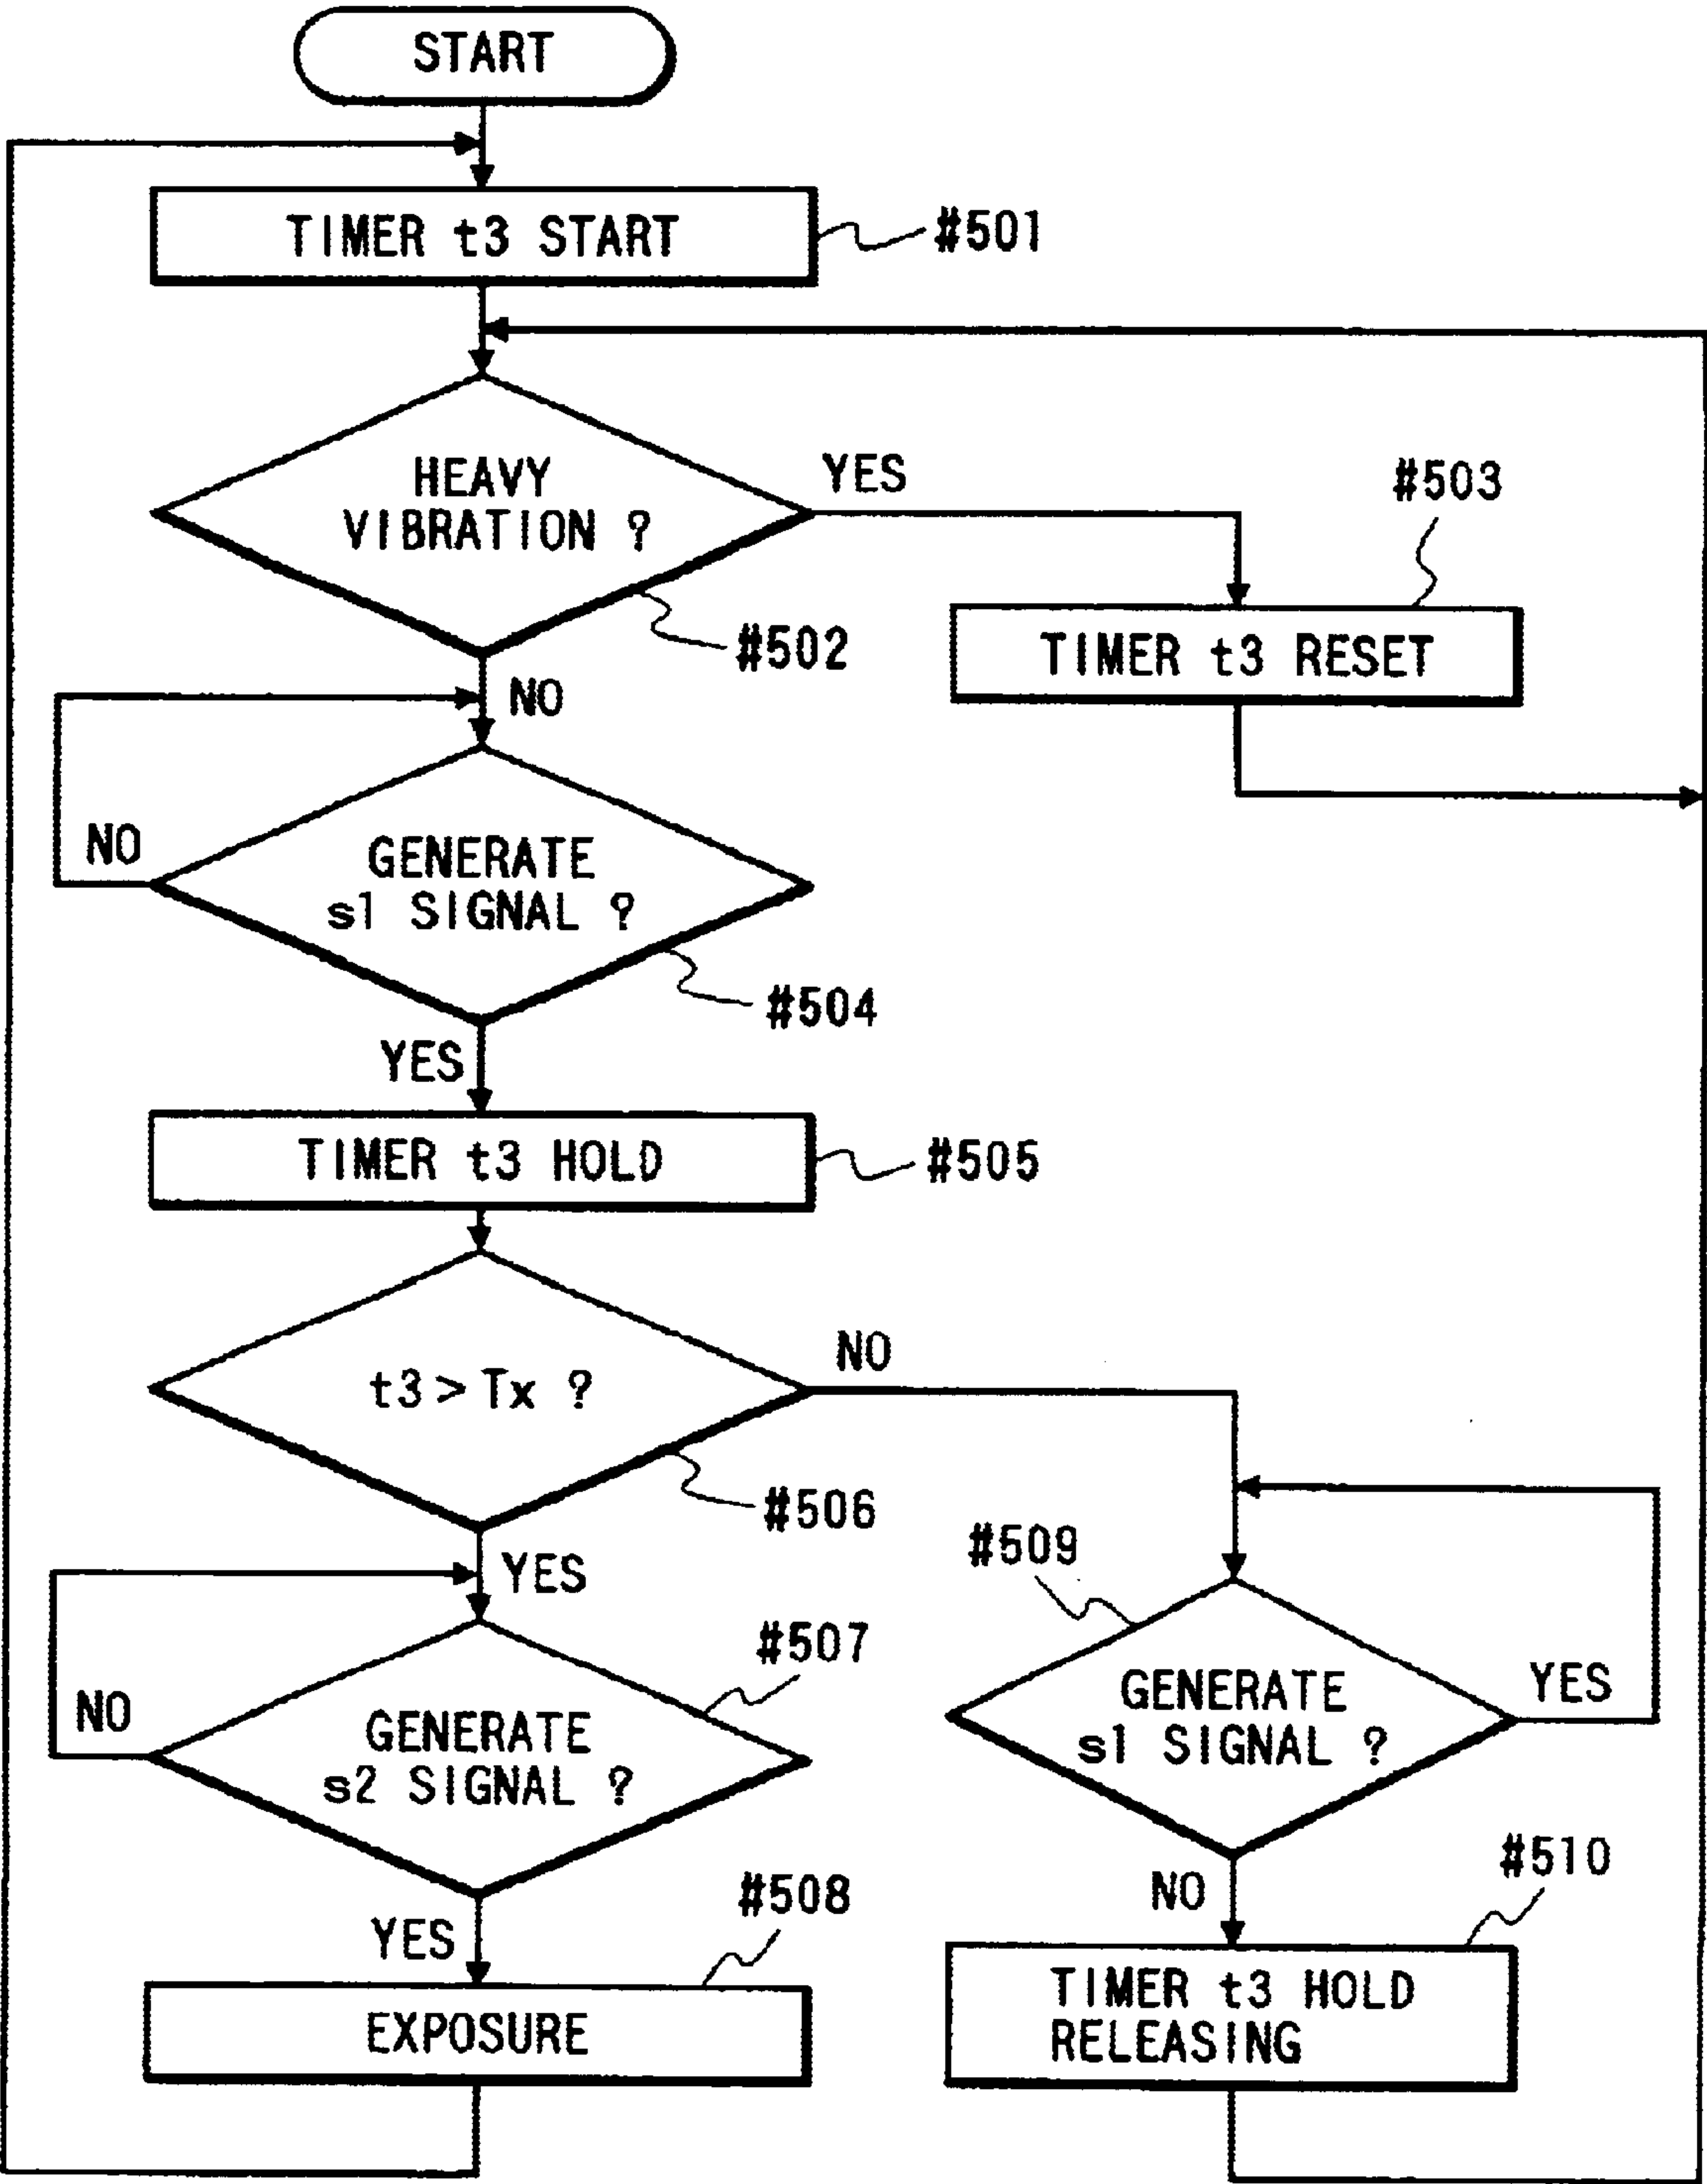 START
TIMER t3 START
#501
HEAVY
VIBRATION ?
YES
#502
#503
TIMER t3 RESET
NO
GENERATE
s1 SIGNAL ?
NO
#504
YES
TIMER t3 HOLD
#505
t3 > Tx ?
NO
#506
YES
#507
GENERATE
s2 SIGNAL ?
NO
#509
GENERATE
s1 SIGNAL ?
YES
YES
#508
EXPOSURE
NO
#510
TIMER t3 HOLD
RELEASING